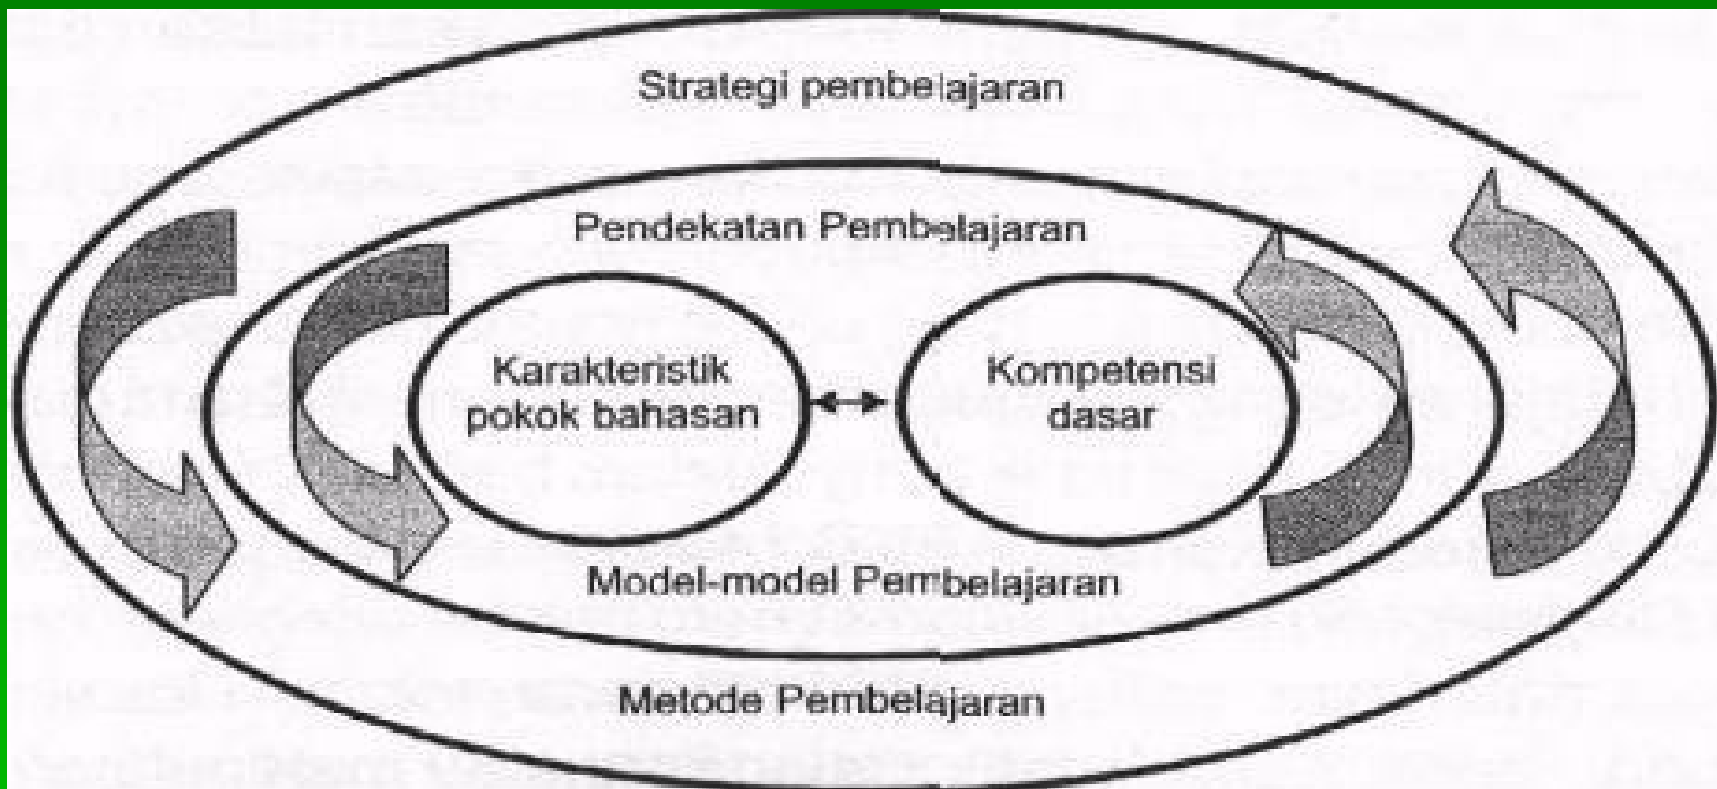 Strategi pembelajaran
Pendekatan Pembelajaran
Karakteristik
pokok bahasan
Kompetensi
dasar
Model-model Pembelajaran
Metode Pembelajaran